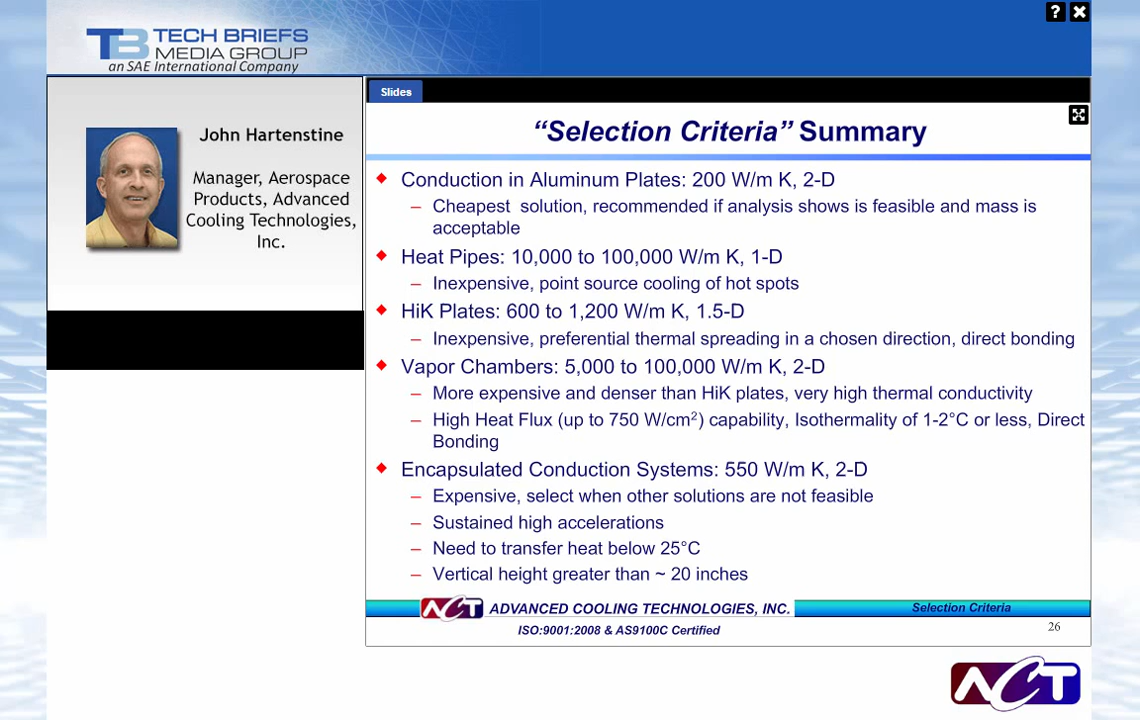 ? ✖
TB TECH BRIEFS
MEDIA GROUP
an SAE International Company
John Hartenstine
Manager, Aerospace
Products, Advanced
Cooling Technologies,
Inc.
Slides
“Selection Criteria” Summary
Conduction in Aluminum Plates: 200 W/m K, 2-D
– Cheapest solution, recommended if analysis shows is feasible and mass is
acceptable
Heat Pipes: 10,000 to 100,000 W/m K, 1-D
– Inexpensive, point source cooling of hot spots
HiK Plates: 600 to 1,200 W/m K, 1.5-D
– Inexpensive, preferential thermal spreading in a chosen direction, direct bonding
Vapor Chambers: 5,000 to 100,000 W/m K, 2-D
– More expensive and denser than HiK plates, very high thermal conductivity
– High Heat Flux (up to 750 W/cm²) capability, Isothermality of 1-2°C or less, Direct
Bonding
Encapsulated Conduction Systems: 550 W/m K, 2-D
– Expensive, select when other solutions are not feasible
– Sustained high accelerations
– Need to transfer heat below 25°C
– Vertical height greater than ~ 20 inches
ACT ADVANCED COOLING TECHNOLOGIES, INC. Selection Criteria
ISO:9001:2008 & AS9100C Certified 26
ACT